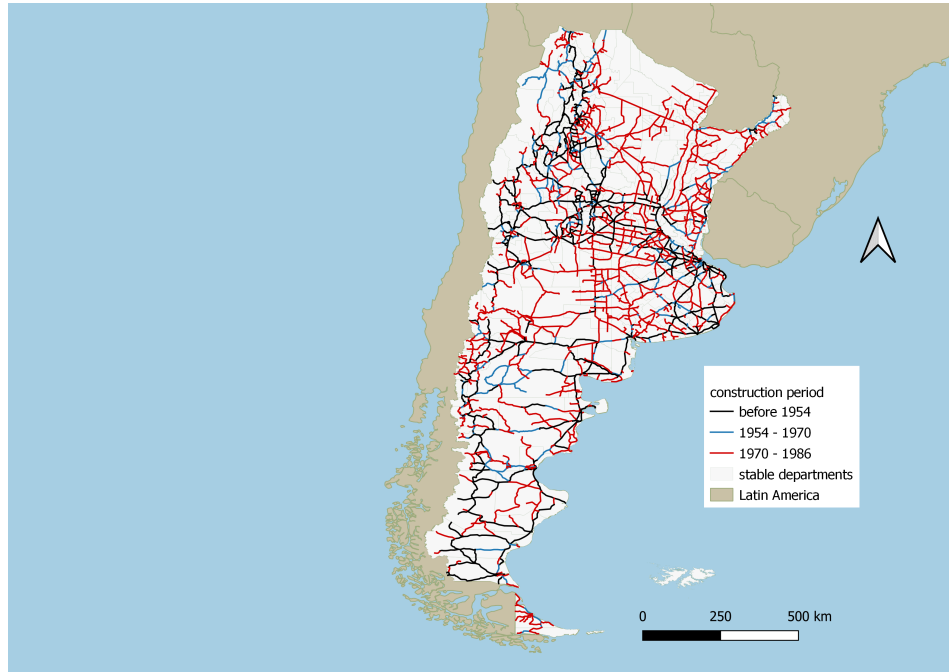 construction period
before 1954
1954 - 1970
1970 - 1986
stable departments
Latin America
0 250 500 km